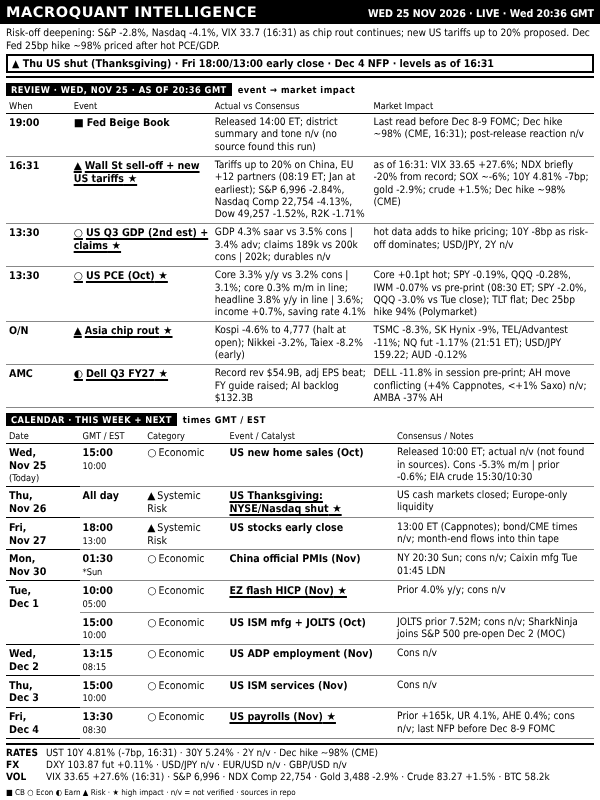 MACROQUANT INTELLIGENCE WED 25 NOV 2026 · LIVE · Wed 20:36 GMT
Risk-off deepening: S&P -2.8%, Nasdaq -4.1%, VIX 33.7 (16:31) as chip rout continues; new US tariffs up to 20% proposed. Dec
Fed 25bp hike ~98% priced after hot PCE/GDP.
▲ Thu US shut (Thanksgiving) · Fri 18:00/13:00 early close · Dec 4 NFP · levels as of 16:31
REVIEW · WED, NOV 25 · AS OF 20:36 GMT event → market impact
When Event Actual vs Consensus Market Impact
19:00 ■ Fed Beige Book Released 14:00 ET; district Last read before Dec 8-9 FOMC; Dec hike
summary and tone n/v (no ~98% (CME, 16:31); post-release reaction n/v
source found this run)
16:31 ▲ Wall St sell-off + new Tariffs up to 20% on China, EU as of 16:31: VIX 33.65 +27.6%; NDX briefly
US tariffs ★ +12 partners (08:19 ET; Jan at -20% from record; SOX ~-6%; 10Y 4.81% -7bp;
earliest); S&P 6,996 -2.84%, gold -2.9%; crude +1.5%; Dec hike ~98%
Nasdaq Comp 22,754 -4.13%, (CME)
Dow 49,257 -1.52%, R2K -1.71%
13:30 ○ US Q3 GDP (2nd est) + GDP 4.3% saar vs 3.5% cons | hot data adds to hike pricing; 10Y -8bp as risk-
claims ★ 3.4% adv; claims 189k vs 200k off dominates; USD/JPY, 2Y n/v
cons | 202k; durables n/v
13:30 ○ US PCE (Oct) ★ Core 3.3% y/y vs 3.2% cons | Core +0.1pt hot; SPY -0.19%, QQQ -0.28%,
3.1%; core 0.3% m/m in line; IWM -0.07% vs pre-print (08:30 ET; SPY -2.0%,
headline 3.8% y/y in line | 3.6%; QQQ -3.0% vs Tue close); TLT flat; Dec 25bp
income +0.7%, saving rate 4.1% hike 94% (Polymarket)
O/N ▲ Asia chip rout ★ Kospi -4.6% to 4,777 (halt at TSMC -8.3%, SK Hynix -9%, TEL/Advantest
open); Nikkei -3.2%, Taiex -8.2% -11%; NQ fut -1.17% (21:51 ET); USD/JPY
(early) 159.22; AUD -0.12%
AMC ◐ Dell Q3 FY27 ★ Record rev $54.9B, adj EPS beat; DELL -11.8% in session pre-print; AH move
FY guide raised; AI backlog conflicting (+4% Cappnotes, <+1% Saxo) n/v;
$132.3B AMBA -37% AH
CALENDAR · THIS WEEK + NEXT times GMT / EST
Date GMT / EST Category Event / Catalyst Consensus / Notes
Wed, 15:00 ○ Economic US new home sales (Oct) Released 10:00 ET; actual n/v (not found
Nov 25 10:00 in sources). Cons -5.3% m/m | prior
(Today) -0.6%; EIA crude 15:30/10:30
Thu, All day ▲ Systemic US Thanksgiving: US cash markets closed; Europe-only
Nov 26 Risk NYSE/Nasdaq shut ★ liquidity
Fri, 18:00 ▲ Systemic US stocks early close 13:00 ET (Cappnotes); bond/CME times
Nov 27 13:00 Risk n/v; month-end flows into thin tape
Mon, 01:30 ○ Economic China official PMIs (Nov) NY 20:30 Sun; cons n/v; Caixin mfg Tue
Nov 30 *Sun 01:45 LDN
Tue, 10:00 ○ Economic EZ flash HICP (Nov) ★ Prior 4.0% y/y; cons n/v
Dec 1 05:00
15:00 ○ Economic US ISM mfg + JOLTS (Oct) JOLTS prior 7.52M; cons n/v; SharkNinja
10:00 joins S&P 500 pre-open Dec 2 (MOC)
Wed, 13:15 ○ Economic US ADP employment (Nov) Cons n/v
Dec 2 08:15
Thu, 15:00 ○ Economic US ISM services (Nov) Cons n/v
Dec 3 10:00
Fri, 13:30 ○ Economic US payrolls (Nov) ★ Prior +165k, UR 4.1%, AHE 0.4%; cons
Dec 4 08:30 n/v; last NFP before Dec 8-9 FOMC
RATES UST 10Y 4.81% (-7bp, 16:31) · 30Y 5.24% · 2Y n/v · Dec hike ~98% (CME)
FX DXY 103.87 fut +0.11% · USD/JPY n/v · EUR/USD n/v · GBP/USD n/v
VOL VIX 33.65 +27.6% (16:31) · S&P 6,996 · NDX Comp 22,754 · Gold 3,488 -2.9% · Crude 83.27 +1.5% · BTC 58.2k
■ CB ○ Econ ◐ Earn ▲ Risk · ★ high impact · n/v = not verified · sources in repo